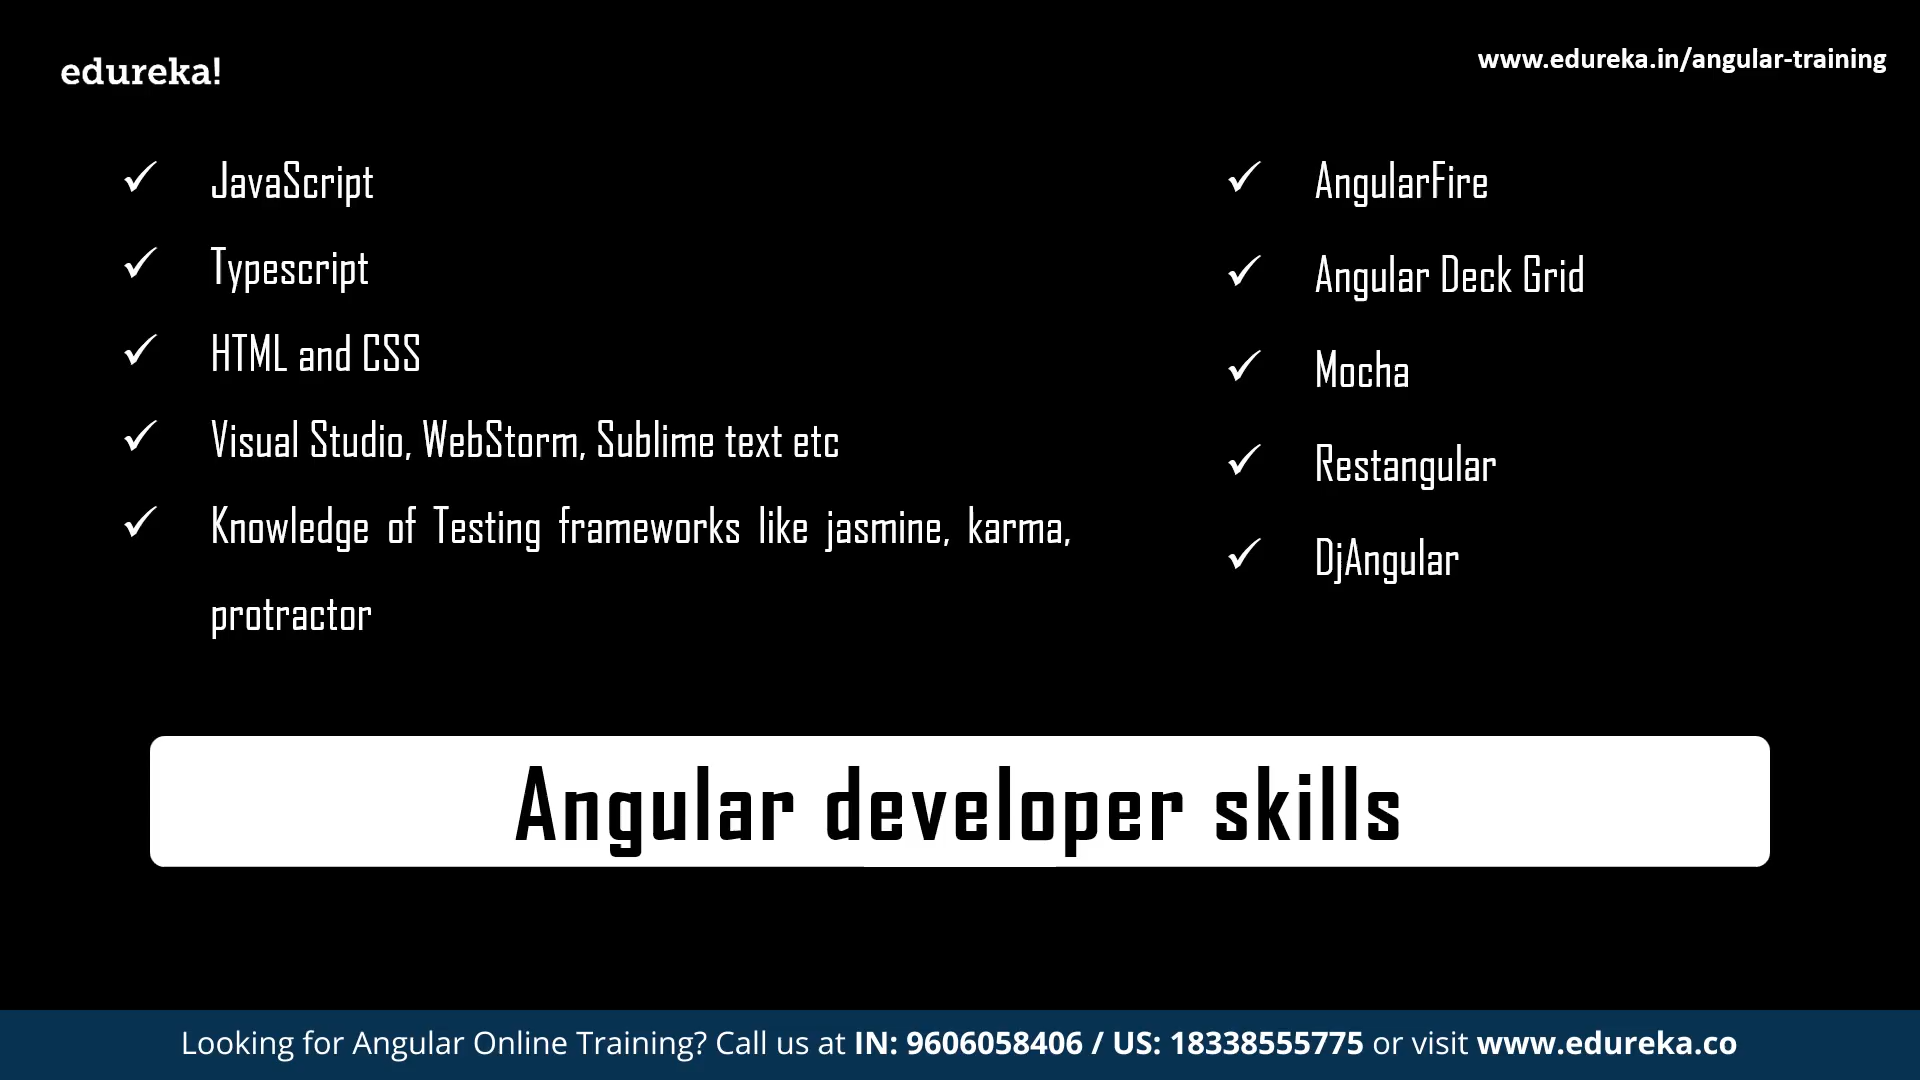 edureka!
www.edureka.in/angular-training
JavaScript
Typescript
HTML and CSS
Visual Studio, WebStorm, Sublime text etc
Knowledge of Testing frameworks like jasmine, karma,
protractor
AngularFire
Angular Deck Grid
Mocha
Restangular
DjAngular
Angular developer skills
Looking for Angular Online Training? Call us at IN: 9606058406 / US: 18338555775 or visit www.edureka.co